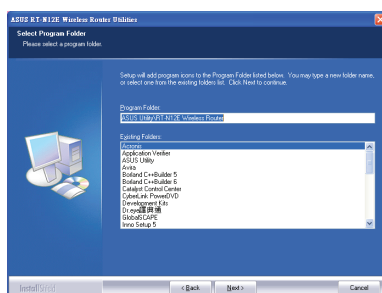 ASUS RT-N12E Wireless Router Utilities
Select Program Folder
Please select a program folder.
Setup will add program icons to the Program Folder listed below. You may type a new folder name, or select one from the existing folders list. Click Next to continue.
Program Folder:
ASUS Utility\RT-N12E Wireless Router
Existing Folders:
Acronis
Application Verifier
ASUS Utility
Avira
Borland C++Builder 5
Borland C++Builder 6
Catalyst Control Center
CyberLink PowerDVD
Development Kits
Dr.eye
GlobalSCAPE
Inno Setup 5
InstallShield
< Back
Next >
Cancel